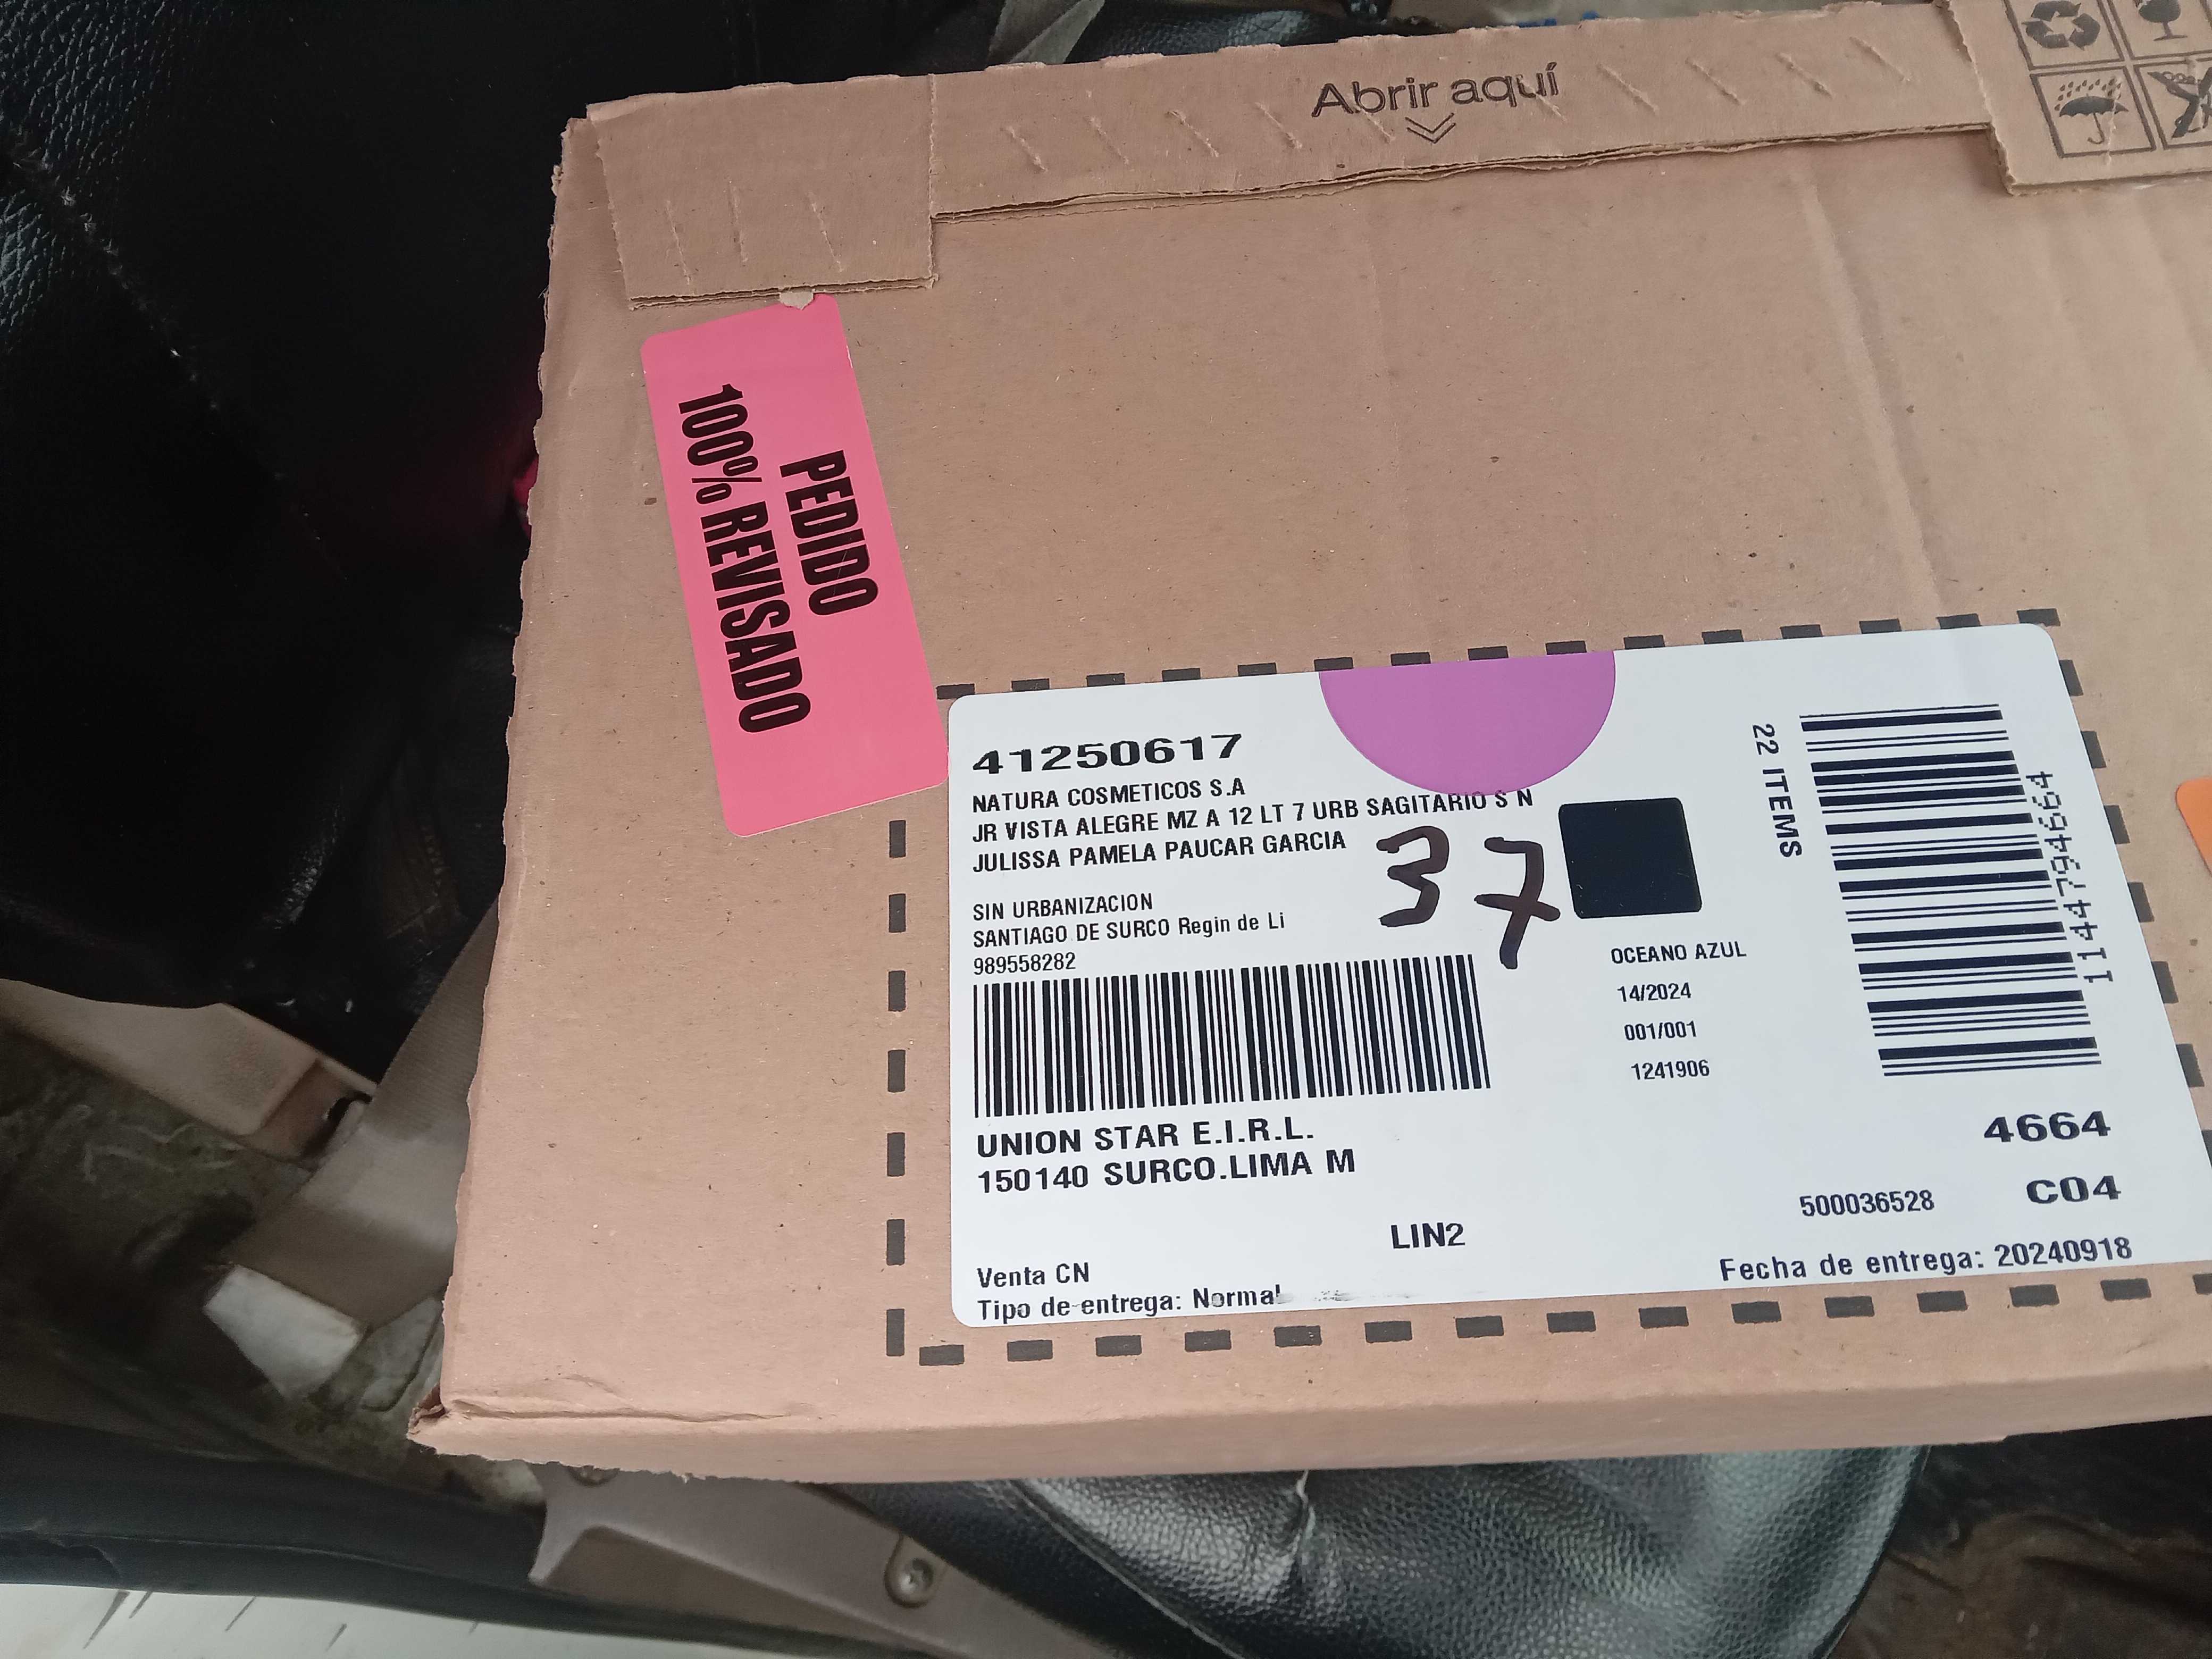 Abrir aquí
PEDIDO
100% REVISADO
41250617
NATURA COSMETICOS S.A
JR VISTA ALEGRE MZ A 12 LT 7 URB SAGITARIO S N
JULISSA PAMELA PAUCAR GARCIA
37
SIN URBANIZACION
SANTIAGO DE SURCO Regin de Li
989558282
UNION STAR E.I.R.L.
150140 SURCO.LIMA M
LIN2
Venta CN
Tipo de entrega: Normal
OCEANO AZUL
14/2024
001/001
1241906
22 ITEMS
11447794664
4664
C04
500036528
Fecha de entrega: 20240918